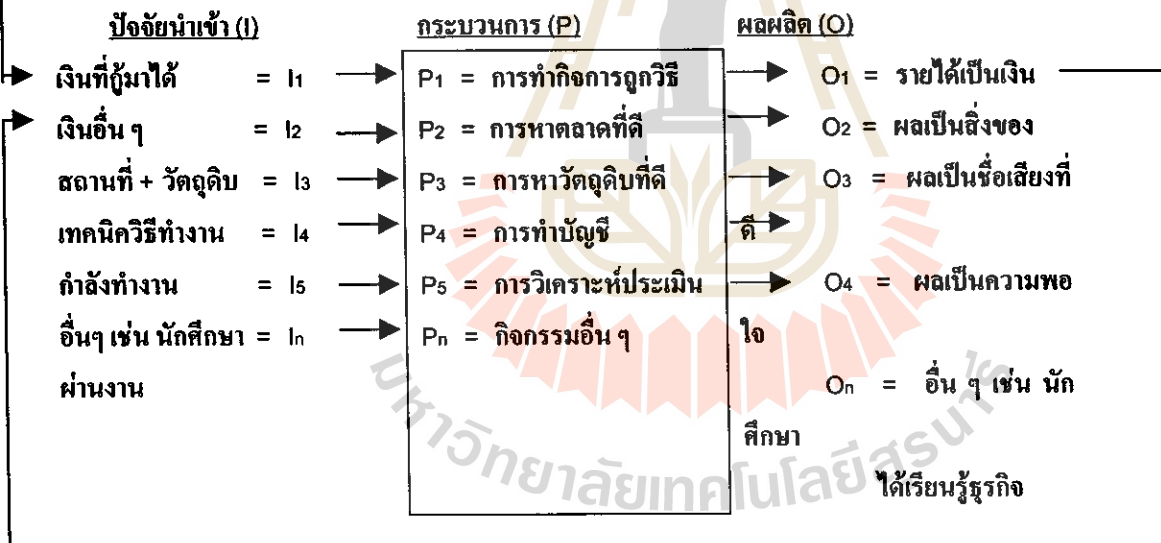 ปัจจัยนำเข้า (I) กระบวนการ (P) ผลผลิต (O)
เงินที่กู้มาได้ = I1 P1 = การทำกิจการถูกวิธี O1 = รายได้เป็นเงิน
เงินอื่น ๆ = I2 P2 = การหาตลาดที่ดี O2 = ผลเป็นสิ่งของ
สถานที่ + วัตถุดิบ = I3 P3 = การหาวัตถุดิบที่ดี O3 = ผลเป็นชื่อเสียงที่
เทคนิควิธีทำงาน = I4 P4 = การทำบัญชี ดี
กำลังทำงาน = I5 P5 = การวิเคราะห์ประเมิน O4 = ผลเป็นความพอ
อื่นๆ เช่น นักศึกษา = In Pn = กิจกรรมอื่น ๆ ใจ
ผ่านงาน On = อื่น ๆ เช่น นัก
ศึกษา
ได้เรียนรู้ธุรกิจ
มหาวิทยาลัยเทคโนโลยีสุรนารี